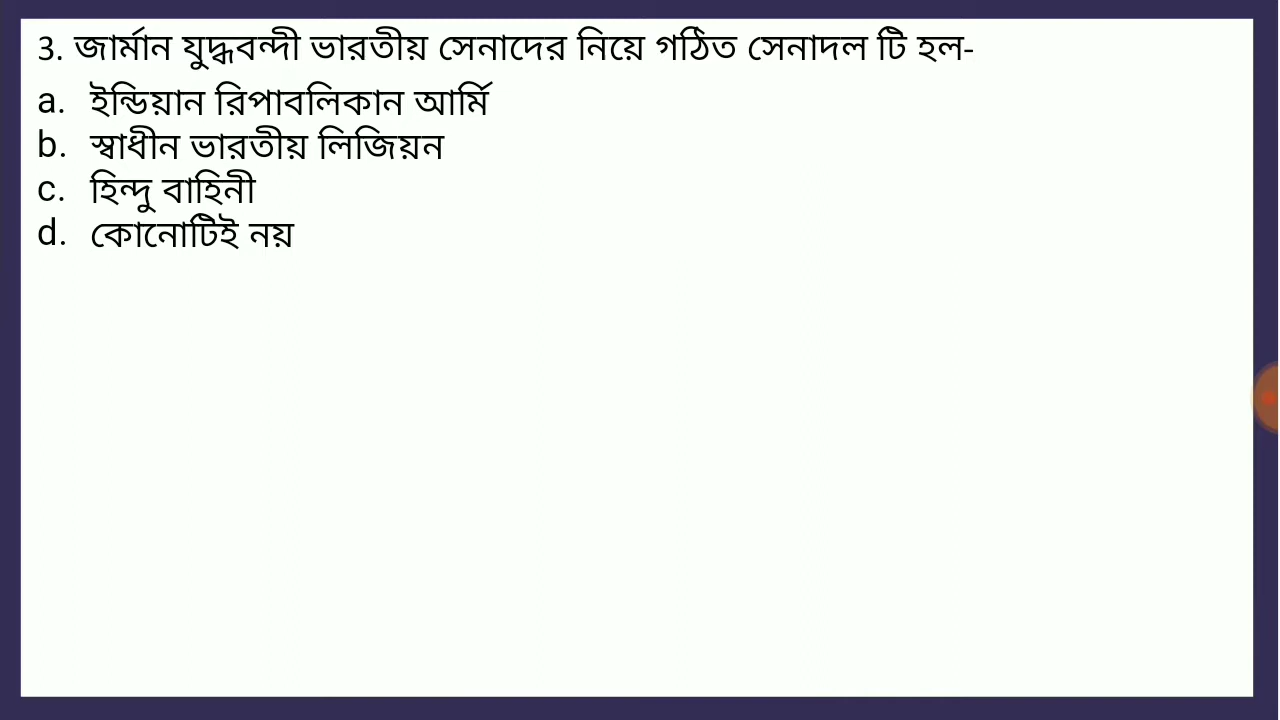 3. জার্মান যুদ্ধবন্দী ভারতীয় সেনাদের নিয়ে গঠিত সেনাদল টি হল-
a. ইন্ডিয়ান রিপাবলিকান আর্মি
b. স্বাধীন ভারতীয় লিজিয়ন
c. হিন্দু বাহিনী
d. কোনোটিই নয়